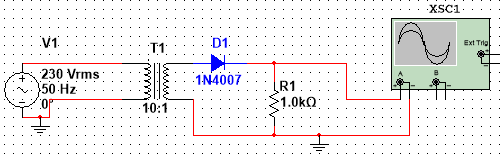 XSC1
V1
T1
D1
Ext Trig
230 Vrms
50 Hz
0°
1N4007
10:1
R1
1.0kΩ
A
B